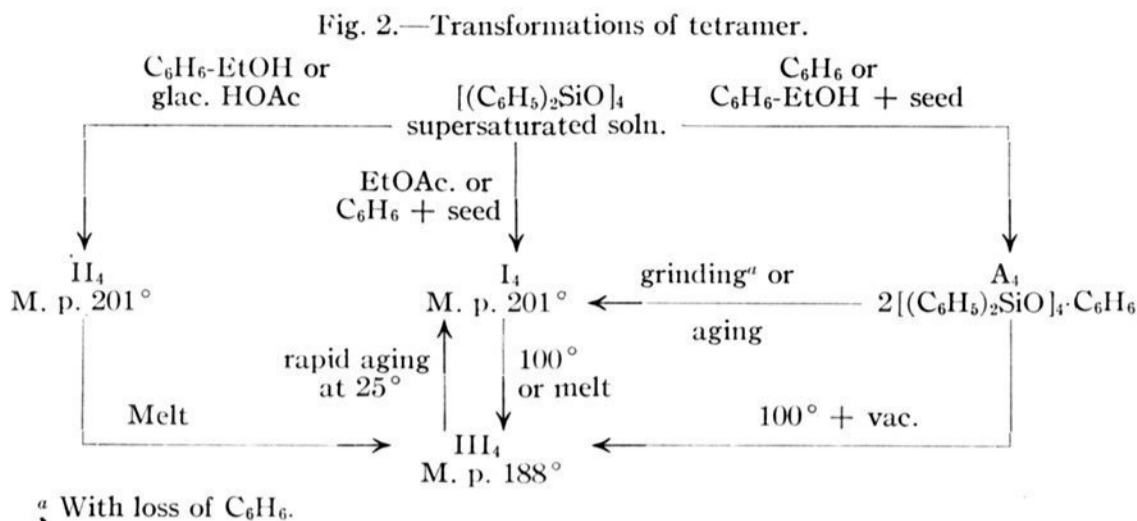 Fig. 2.—Transformations of tetramer.
C₆H₆-EtOH or
glac. HOAc
[(C₆H₅)₂SiO]₄
supersaturated soln.
C₆H₆ or
C₆H₆-EtOH + seed
EtOAc. or
C₆H₆ + seed
II₄
M. p. 201°
I₄
M. p. 201°
grindingᵃ or
aging
A₄
2[(C₆H₅)₂SiO]₄·C₆H₆
rapid aging
at 25°
100°
or melt
Melt
100° + vac.
III₄
M. p. 188°
ᵃ With loss of C₆H₆.